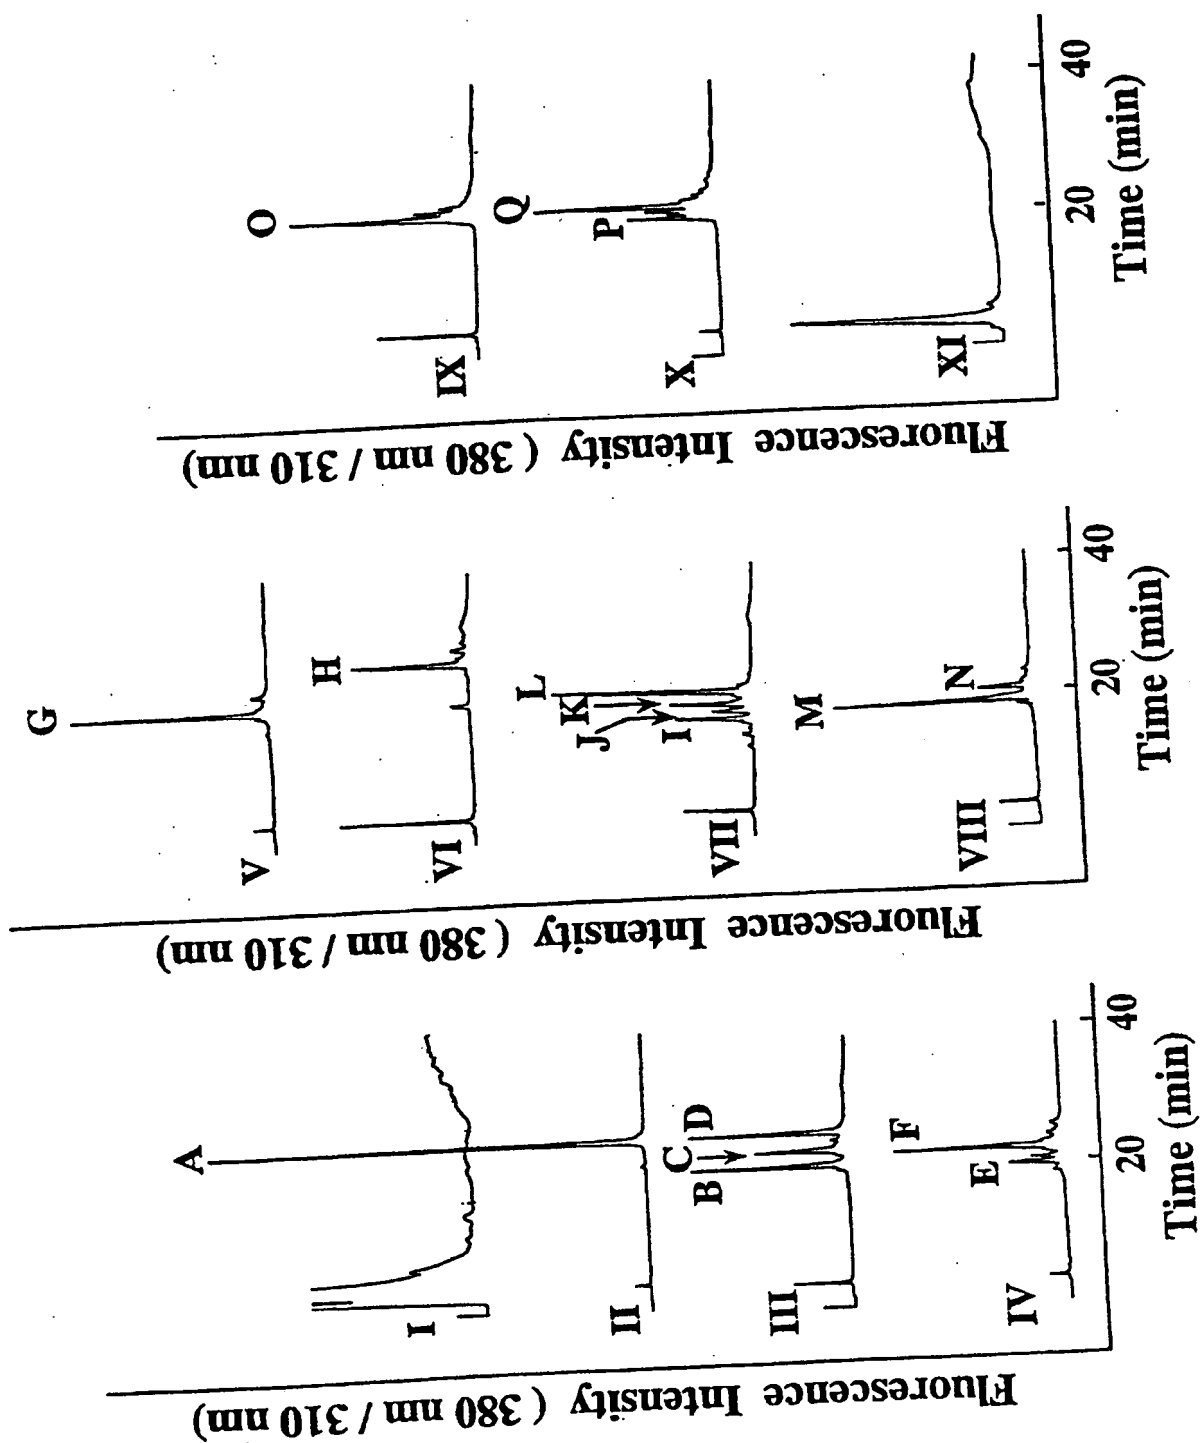 Fluorescence Intensity ( 380 nm / 310 nm)
I
II
A
III
B
C
D
IV
E
F
20
40
Time (min)
Fluorescence Intensity ( 380 nm / 310 nm)
V
G
VI
H
VII
I
J
K
L
VIII
M
N
20
40
Time (min)
Fluorescence Intensity ( 380 nm / 310 nm)
IX
O
X
P
Q
XI
20
40
Time (min)